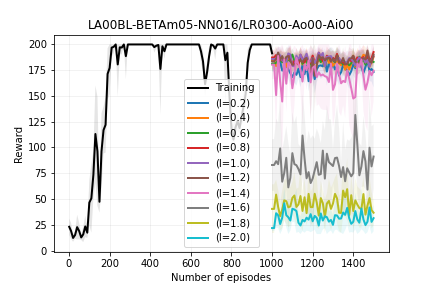 LA00BL-BETAm05-NN016/LR0300-Ao00-Ai00
200
175
150
125
100
75
50
25
0
Reward
Training
(l=0.2)
(l=0.4)
(l=0.6)
(l=0.8)
(l=1.0)
(l=1.2)
(l=1.4)
(l=1.6)
(l=1.8)
(l=2.0)
0 200 400 600 800 1000 1200 1400
Number of episodes